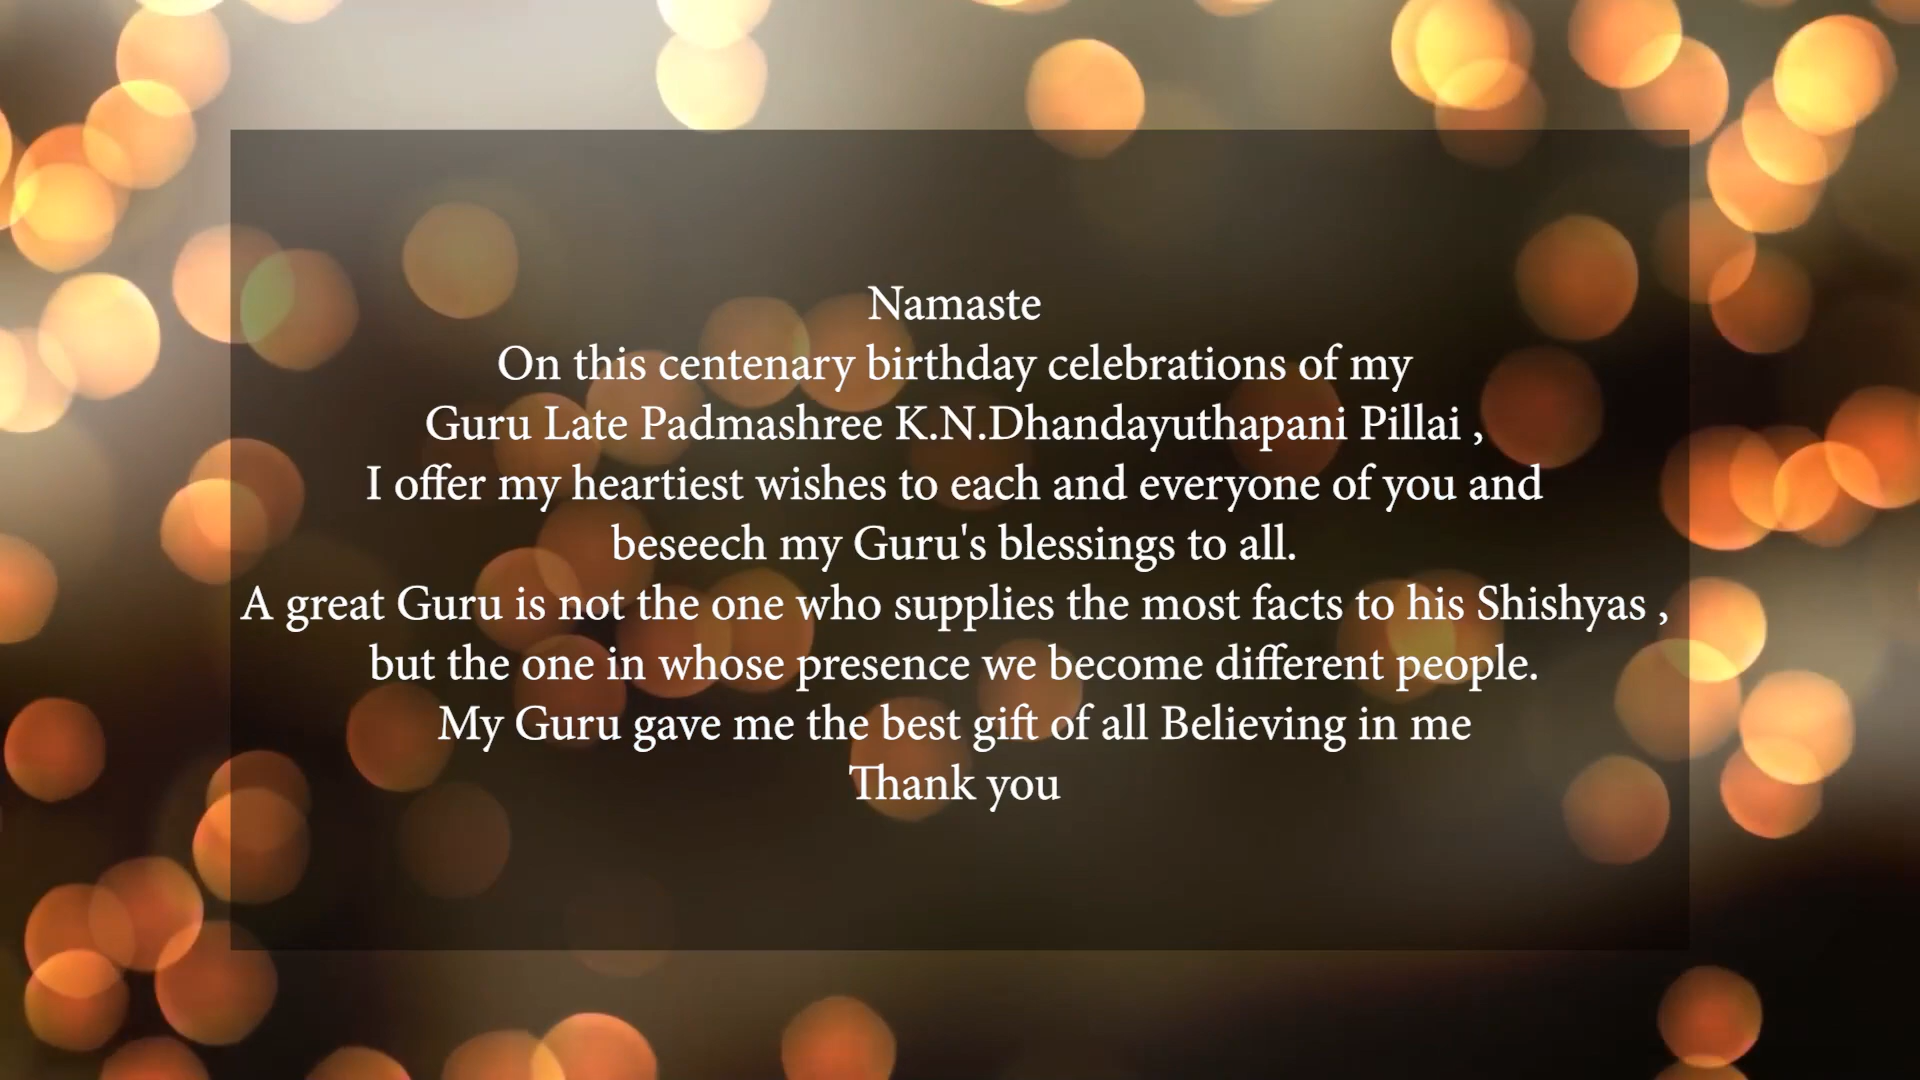 Namaste
On this centenary birthday celebrations of my
Guru Late Padmashree K.N.Dhandayuthapani Pillai ,
I offer my heartiest wishes to each and everyone of you and
beseech my Guru's blessings to all.
A great Guru is not the one who supplies the most facts to his Shishyas ,
but the one in whose presence we become different people.
My Guru gave me the best gift of all Believing in me
Thank you